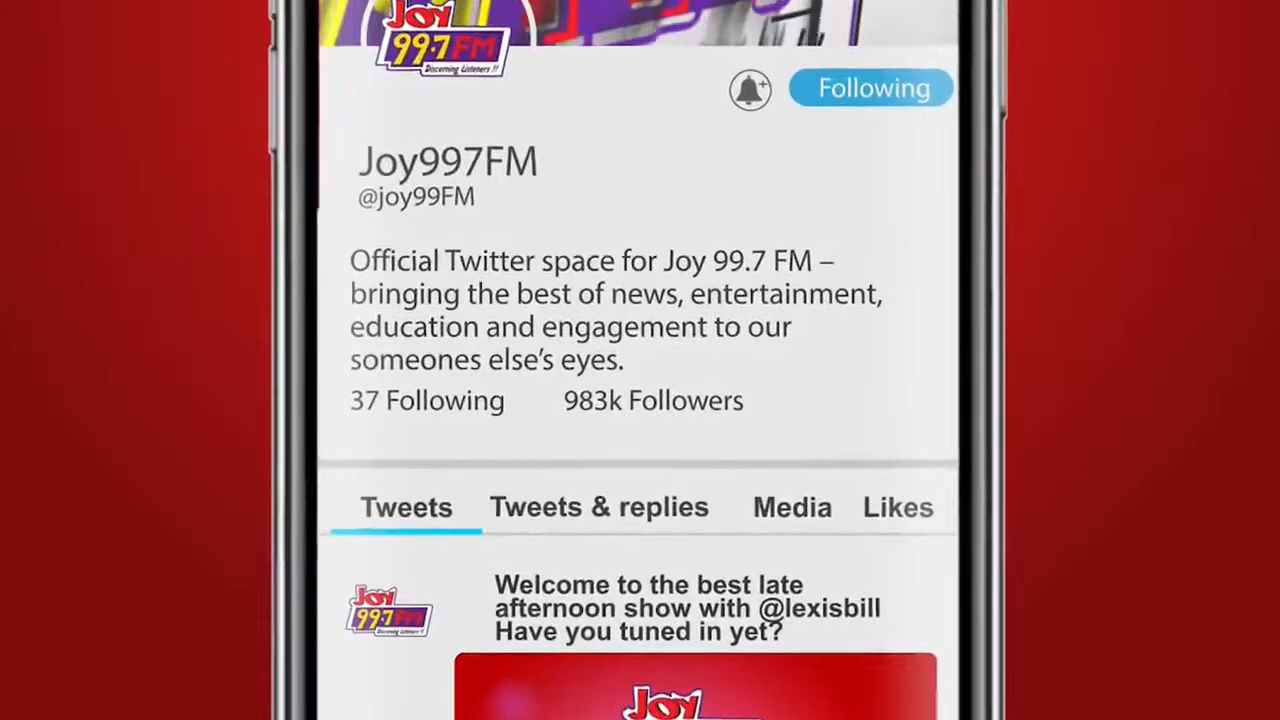 Joy
99.7 FM
Discerning Listeners !!
Following
Joy997FM
@joy99FM
Official Twitter space for Joy 99.7 FM –
bringing the best of news, entertainment,
education and engagement to our
someones else’s eyes.
37 Following 983k Followers
Tweets Tweets & replies Media Likes
Joy
99.7 FM
Discerning Listeners !!
Welcome to the best late
afternoon show with @lexisbill
Have you tuned in yet?
Joy